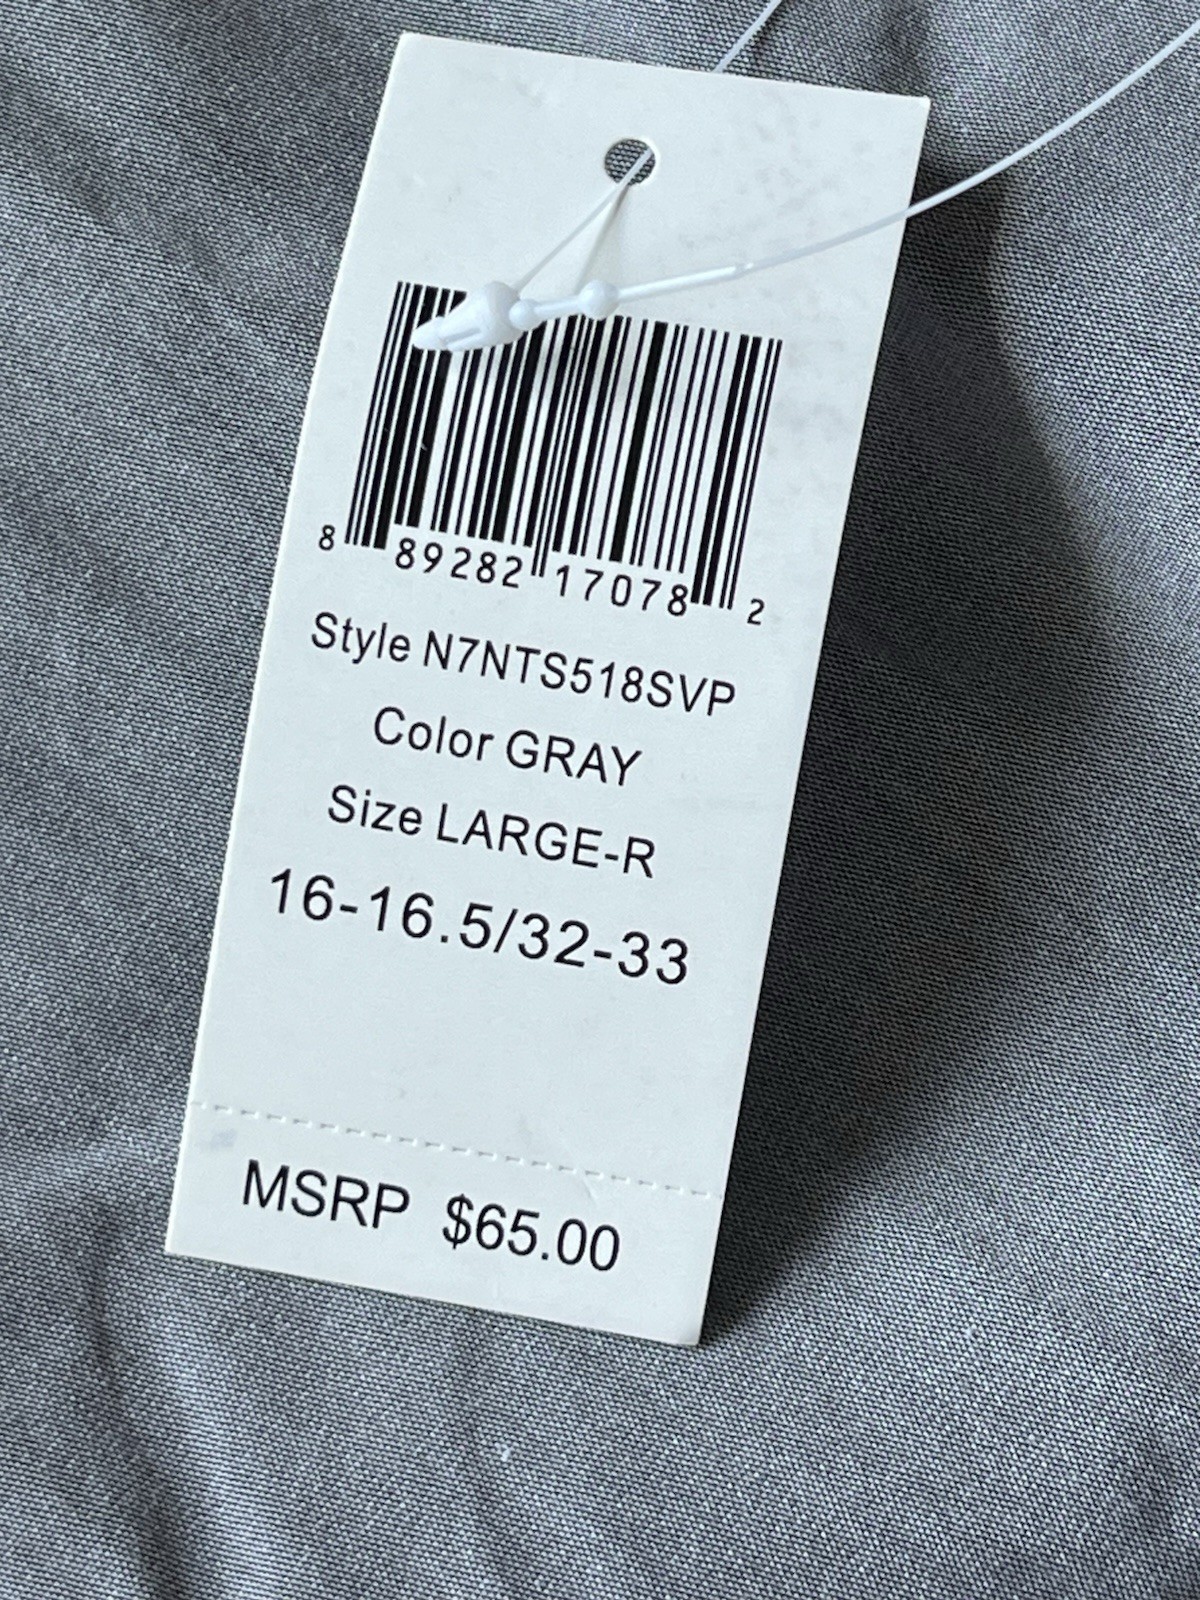 8 89282 17078 2
Style N7NTS518SVP
Color GRAY
Size LARGE-R
16-16.5/32-33
MSRP $65.00